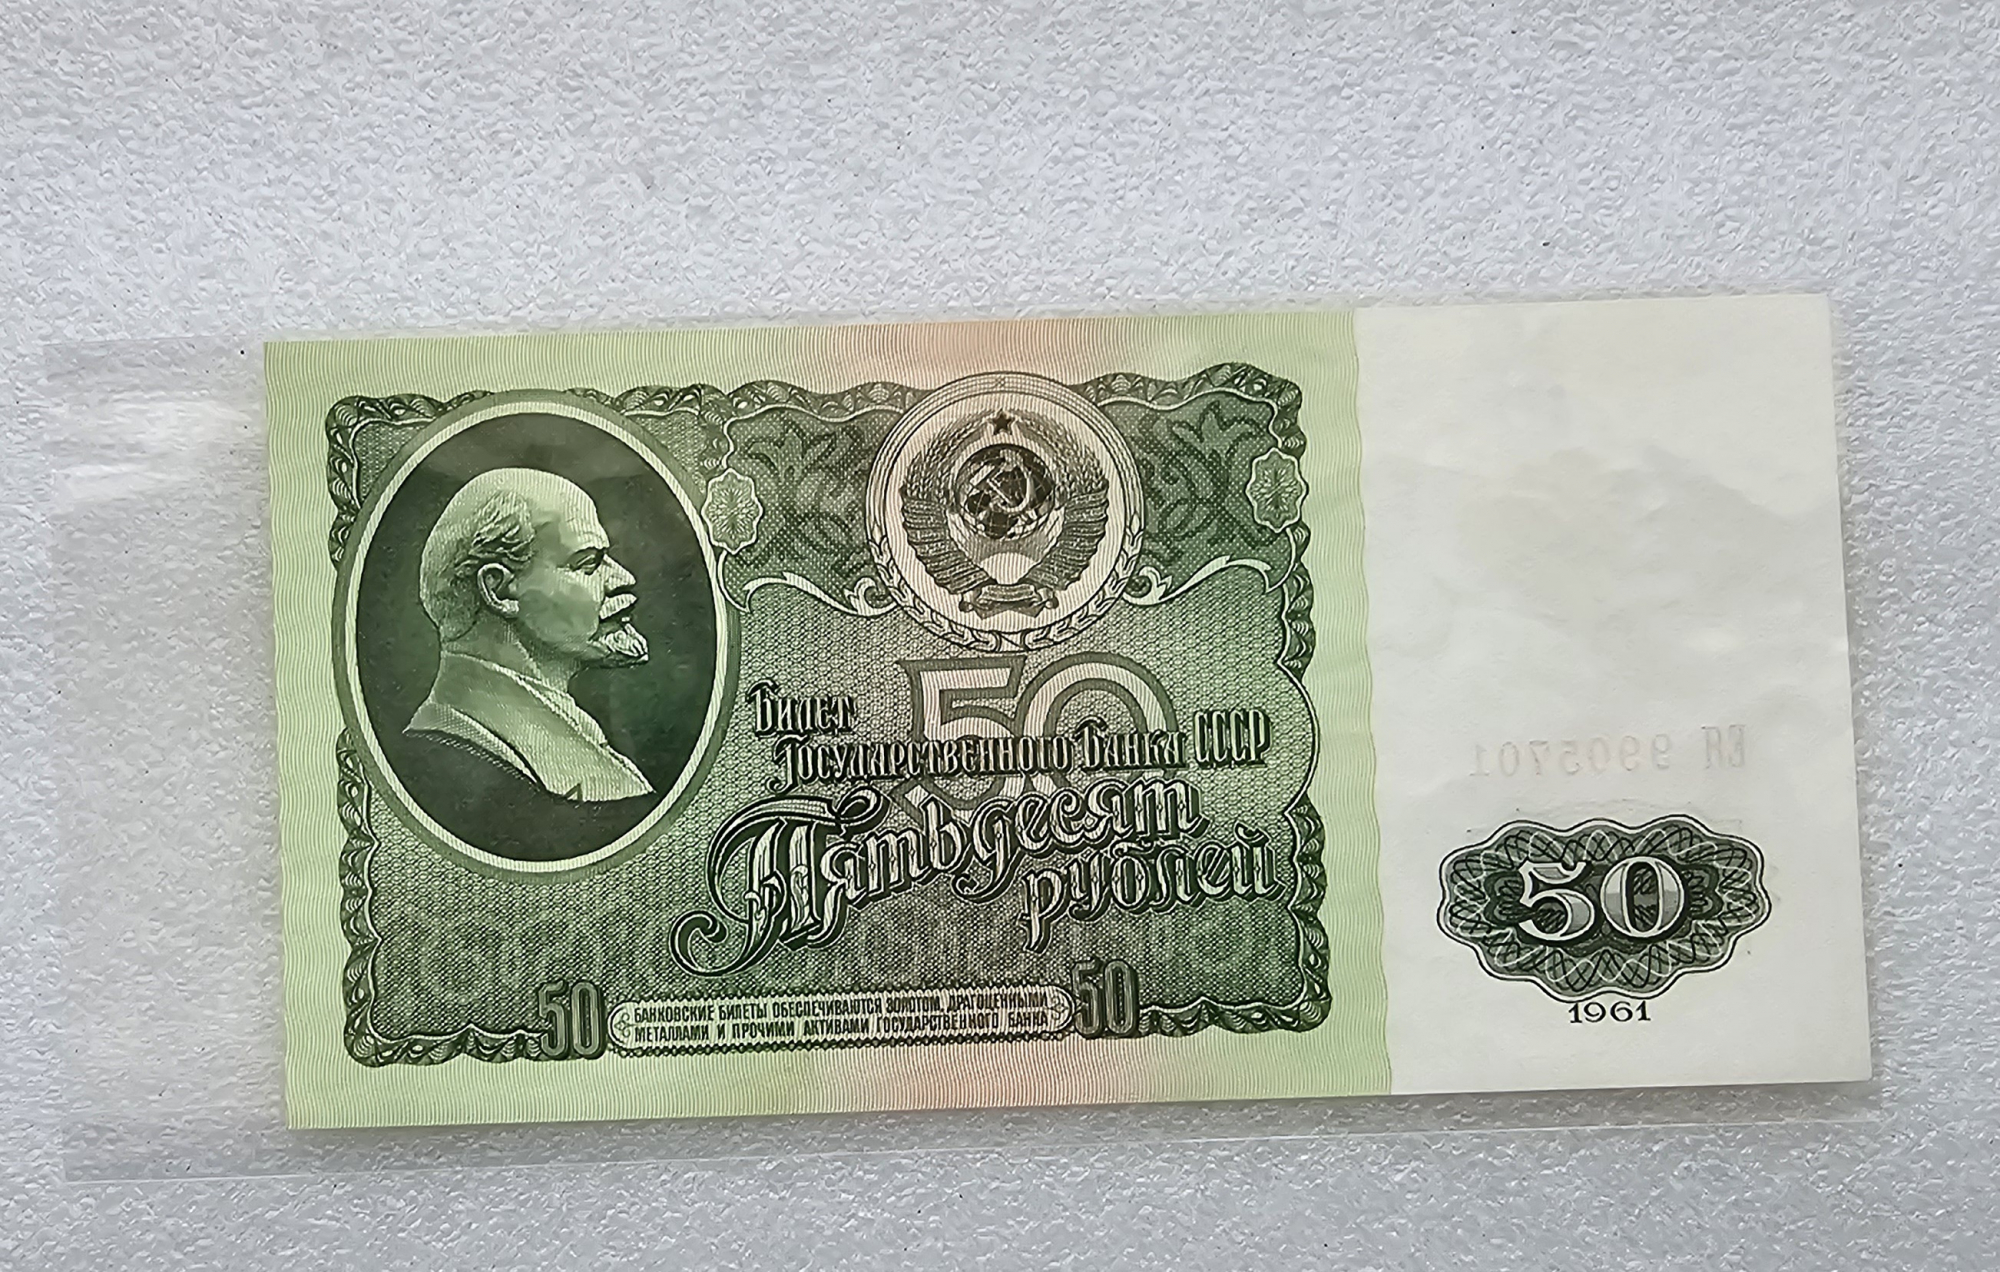 50
Билет
Государственного Банка СССР
Пятьдесят
рублей
50
БАНКОВСКИЕ БИЛЕТЫ ОБЕСПЕЧИВАЮТСЯ ЗОЛОТОМ, ДРАГОЦЕННЫМИ
МЕТАЛЛАМИ И ПРОЧИМИ АКТИВАМИ ГОСУДАРСТВЕННОГО БАНКА
50
9905701
50
1961